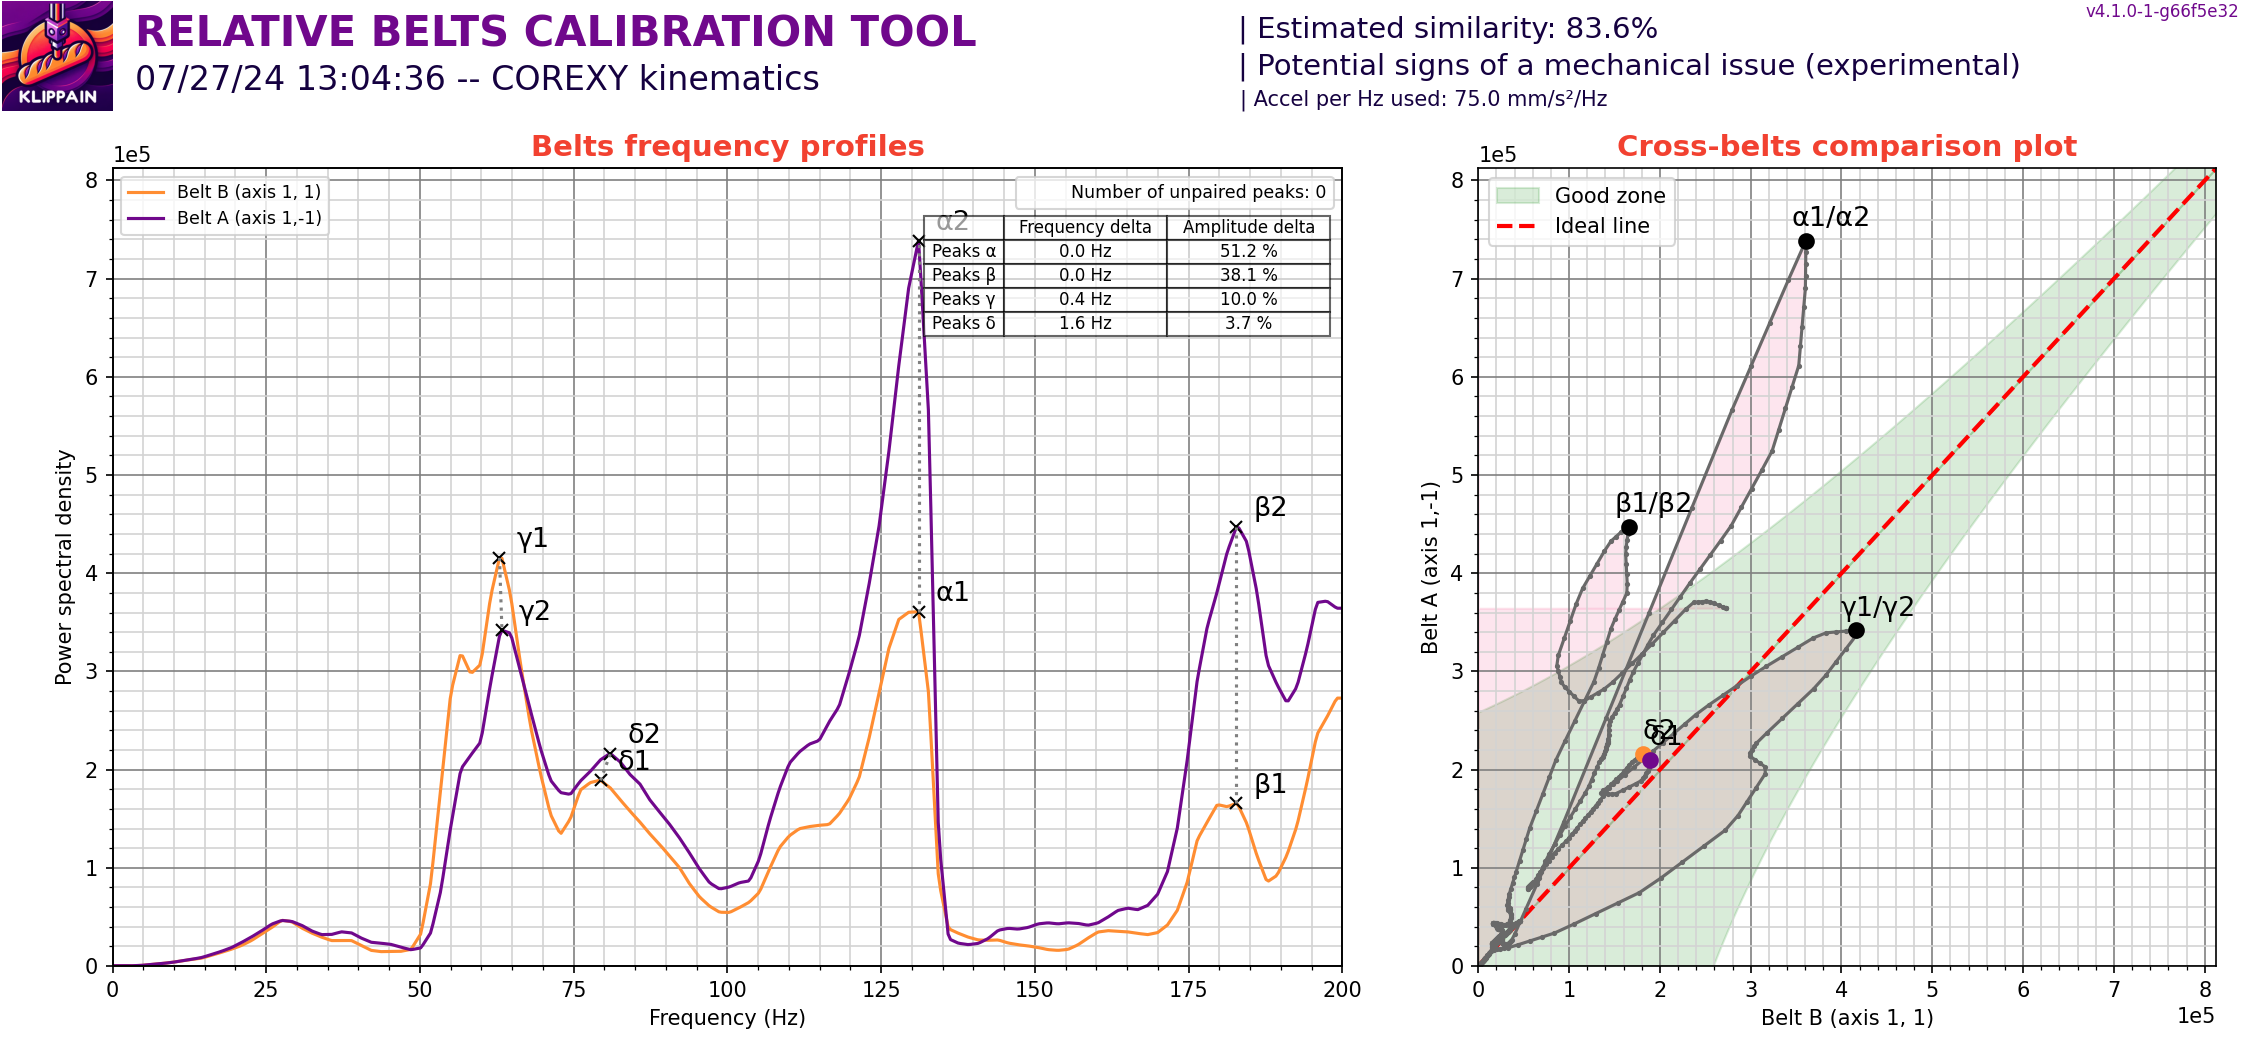 v4.1.0-1-g66f5e32
KLIPPAIN
RELATIVE BELTS CALIBRATION TOOL
07/27/24 13:04:36 -- COREXY kinematics
| Estimated similarity: 83.6%
| Potential signs of a mechanical issue (experimental)
| Accel per Hz used: 75.0 mm/s²/Hz
Belts frequency profiles
1e5
Belt B (axis 1, 1)
Belt A (axis 1,-1)
Number of unpaired peaks: 0
Frequency delta Amplitude delta
Peaks α 0.0 Hz 51.2 %
Peaks β 0.0 Hz 38.1 %
Peaks γ 0.4 Hz 10.0 %
Peaks δ 1.6 Hz 3.7 %
α2
α1
β2
β1
γ1
γ2
δ2
δ1
Power spectral density
8
7
6
5
4
3
2
1
0
0 25 50 75 100 125 150 175 200
Frequency (Hz)
Cross-belts comparison plot
1e5
Good zone
Ideal line
α1/α2
β1/β2
γ1/γ2
δ2
δ1
Belt A (axis 1,-1)
8
7
6
5
4
3
2
1
0
0 1 2 3 4 5 6 7 8
1e5
Belt B (axis 1, 1)